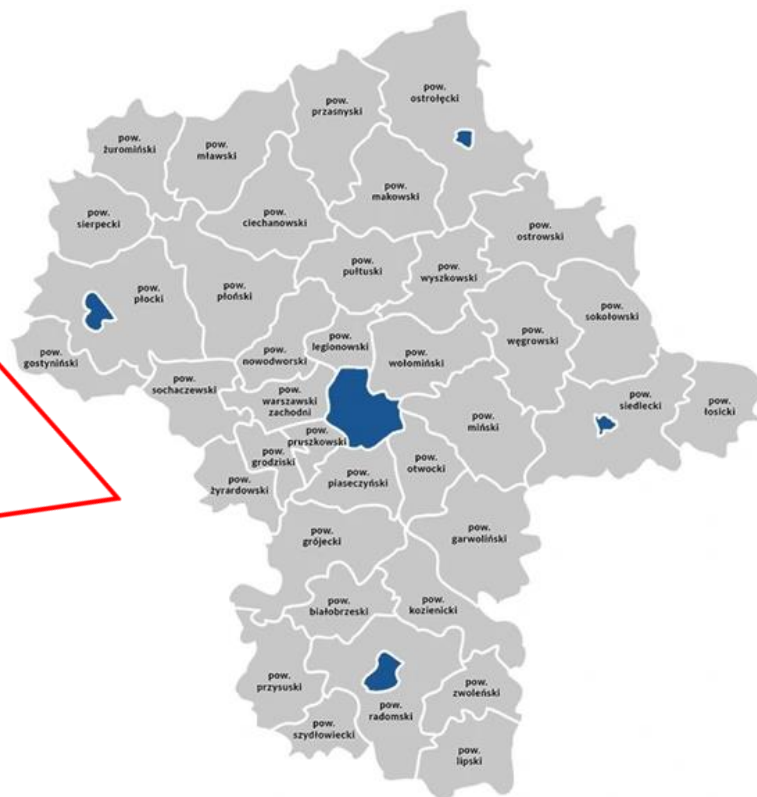 pow.
ostrołęcki
pow.
przasnyski
pow.
żuromiński
pow.
mławski
pow.
makowski
pow.
sierpecki
pow.
ciechanowski
pow.
ostrowski
pow.
pułtuski
pow.
wyszkowski
pow.
płocki
pow.
płoński
pow.
sokołowski
pow.
węgrowski
pow.
legionowski
pow.
nowodworski
pow.
wołomiński
pow.
gostyniński
pow.
sochaczewski
pow.
warszawski
zachodni
pow.
siedlecki
pow.
łosicki
pow.
miński
pow.
pruszkowski
pow.
grodziski
pow.
otwocki
pow.
piaseczyński
pow.
żyrardowski
pow.
grójecki
pow.
garwoliński
pow.
białobrzeski
pow.
kozienicki
pow.
przysuski
pow.
zwoleński
pow.
radomski
pow.
szydłowiecki
pow.
lipski